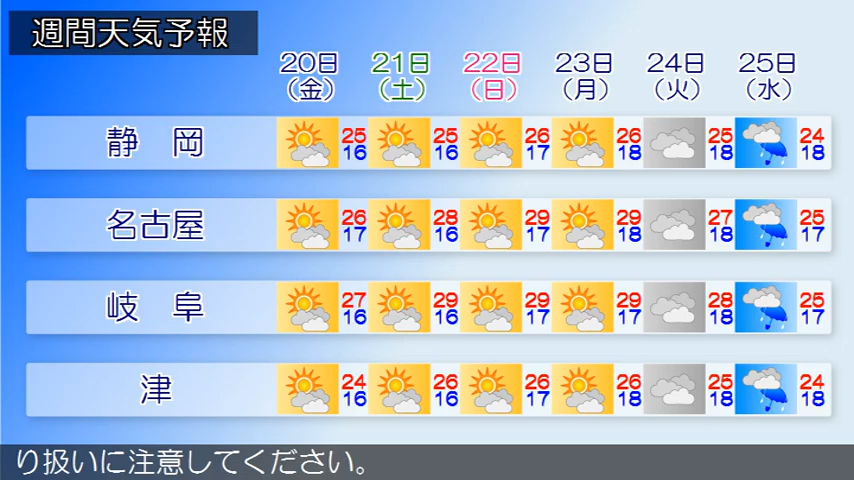 週間天気予報
20日 21日 22日 23日 24日 25日
(金) (土) (日) (月) (火) (水)
静 岡 25 16 25 16 26 17 26 18 25 18 24 18
名古屋 26 17 28 16 29 17 29 18 27 18 25 17
岐 阜 27 16 29 16 29 17 29 17 28 18 25 17
津 24 16 26 16 26 17 26 18 25 18 24 18
り扱いに注意してください。